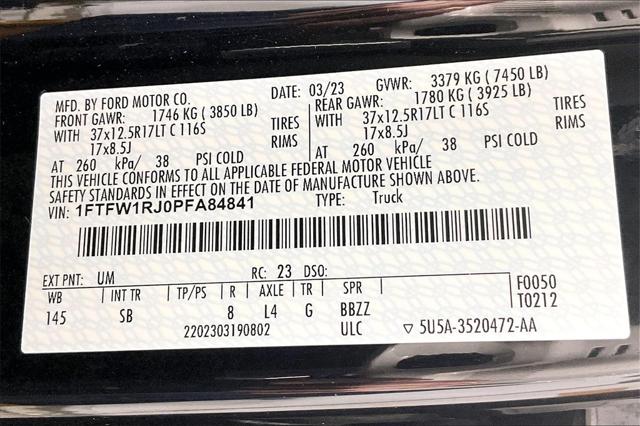 MFD. BY FORD MOTOR CO. DATE: 03/23 GVWR: 3379 KG ( 7450 LB)
FRONT GAWR: 1746 KG ( 3850 LB) REAR GAWR: 1780 KG ( 3925 LB)
WITH 37x12.5R17LT C 116S TIRES WITH 37x12.5R17LT C 116S TIRES
17x8.5J RIMS 17x8.5J RIMS
AT 260 kPa/ 38 PSI COLD AT 260 kPa/ 38 PSI COLD
THIS VEHICLE CONFORMS TO ALL APPLICABLE FEDERAL MOTOR VEHICLE
SAFETY STANDARDS IN EFFECT ON THE DATE OF MANUFACTURE SHOWN ABOVE.
VIN: 1FTFW1RJ0PFA84841 TYPE: Truck
EXT PNT: UM RC: 23 DSO:
WB INT TR TP/PS R AXLE TR SPR F0050
145 SB 8 L4 G BBZZ T0212
2202303190802 ULC ▽ 5U5A-3520472-AA